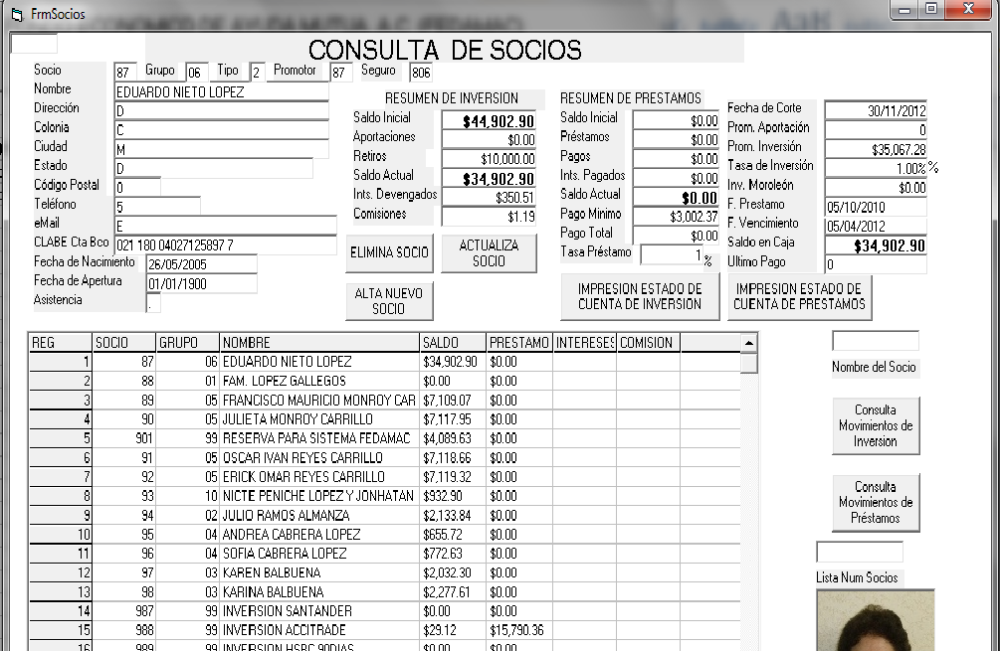 FrmSocios
CONSULTA DE SOCIOS
Socio 87 Grupo 06 Tipo 2 Promotor 87 Seguro 806
Nombre EDUARDO NIETO LOPEZ
Dirección D
Colonia C
Ciudad M
Estado D
Código Postal 0
Teléfono 5
eMail E
CLABE Cta Bco 021 180 04027125897 7
Fecha de Nacimiento 26/05/2005
Fecha de Apertura 01/01/1900
Asistencia .
RESUMEN DE INVERSION
Saldo Inicial $44,902.90
Aportaciones $0.00
Retiros $10,000.00
Saldo Actual $34,902.90
Ints. Devengados $350.51
Comisiones $1.19
ELIMINA SOCIO
ACTUALIZA SOCIO
ALTA NUEVO SOCIO
RESUMEN DE PRESTAMOS
Saldo Inicial $0.00
Préstamos $0.00
Pagos $0.00
Ints. Pagados $0.00
Saldo Actual $0.00
Pago Minimo $3,002.37
Pago Total $0.00
Tasa Préstamo 1 %
Fecha de Corte 30/11/2012
Prom. Aportación 0
Prom. Inversión $35,067.28
Tasa de Inversión 1.00% %
Inv. Moroleón $0.00
F. Prestamo 05/10/2010
F. Vencimiento 05/04/2012
Saldo en Caja $34,902.90
Ultimo Pago 0
IMPRESION ESTADO DE CUENTA DE INVERSION
IMPRESION ESTADO DE CUENTA DE PRESTAMOS
REG SOCIO GRUPO NOMBRE SALDO PRESTAMO INTERESES COMISION
1 87 06 EDUARDO NIETO LOPEZ $34,902.90 $0.00
2 88 01 FAM. LOPEZ GALLEGOS $0.00 $0.00
3 89 05 FRANCISCO MAURICIO MONROY CAR $7,109.07 $0.00
4 90 05 JULIETA MONROY CARRILLO $7,117.95 $0.00
5 901 99 RESERVA PARA SISTEMA FEDAMAC $4,089.63 $0.00
6 91 05 OSCAR IVAN REYES CARRILLO $7,118.66 $0.00
7 92 05 ERICK OMAR REYES CARRILLO $7,119.32 $0.00
8 93 10 NICTE PENICHE LOPEZ Y JONHATAN $932.90 $0.00
9 94 02 JULIO RAMOS ALMANZA $2,133.84 $0.00
10 95 04 ANDREA CABRERA LOPEZ $655.72 $0.00
11 96 04 SOFIA CABRERA LOPEZ $772.63 $0.00
12 97 03 KAREN BALBUENA $2,032.30 $0.00
13 98 03 KARINA BALBUENA $2,277.61 $0.00
14 987 99 INVERSION SANTANDER $0.00 $0.00
15 988 99 INVERSION ACCITRADE $29.12 $15,790.36
16 989 99 INVERSION HSBC 90DIAS $0.00 $0.00
Nombre del Socio
Consulta Movimientos de Inversion
Consulta Movimientos de Préstamos
Lista Num Socios